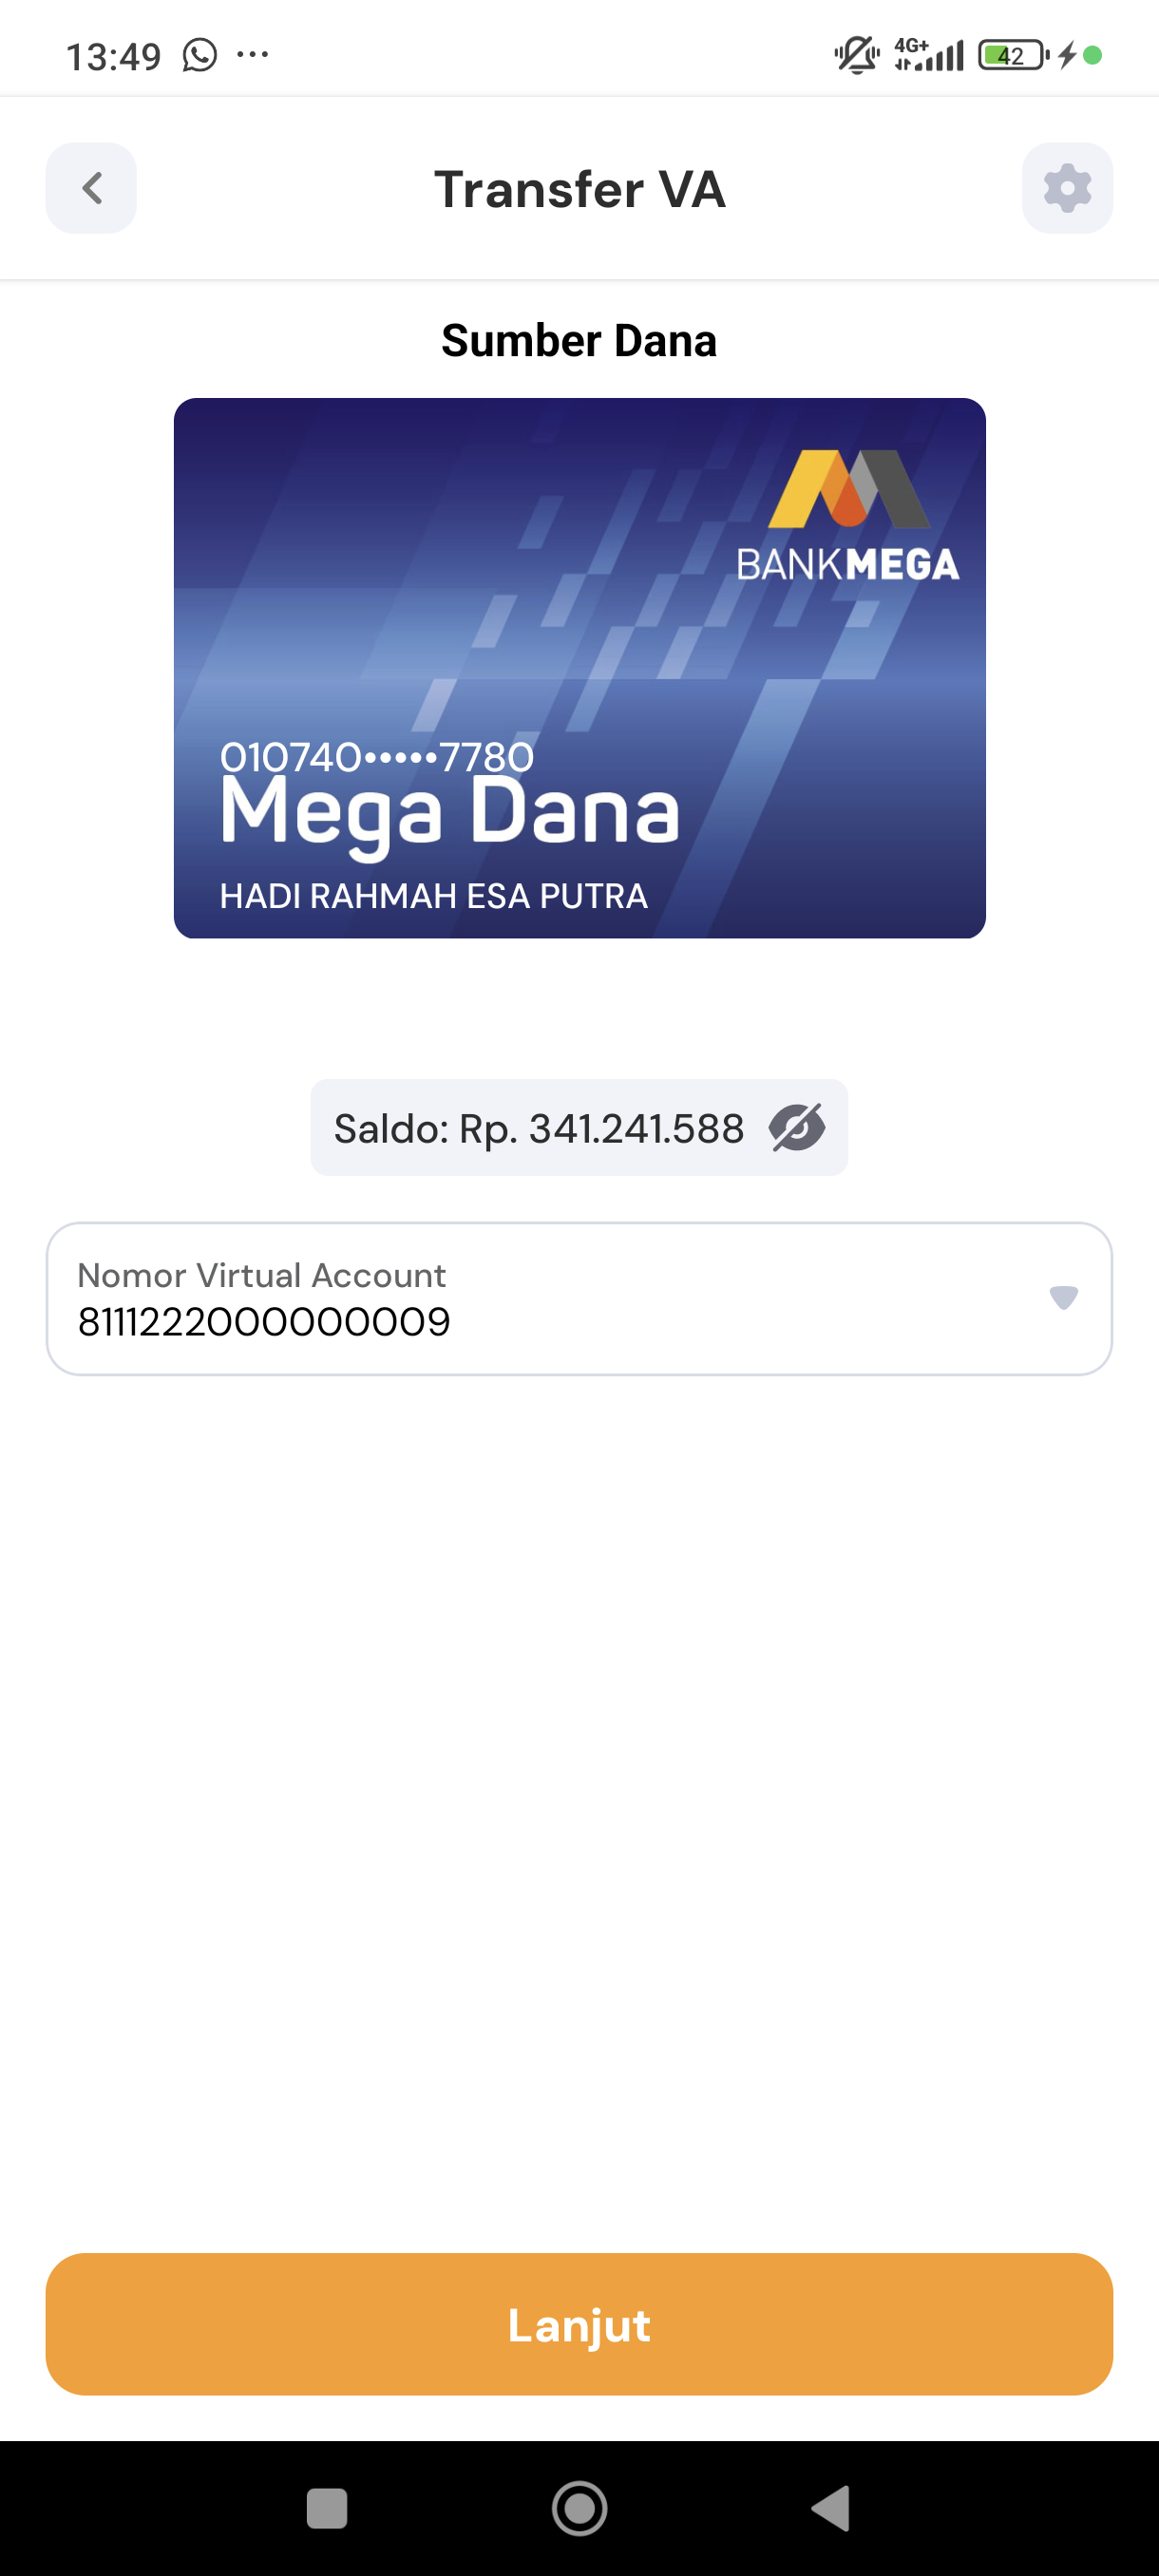 13:49 ... 4G+ 42
Transfer VA
Sumber Dana
BANKMEGA
010740•••••7780
Mega Dana
HADI RAHMAH ESA PUTRA
Saldo: Rp. 341.241.588
Nomor Virtual Account
8111222000000009
Lanjut